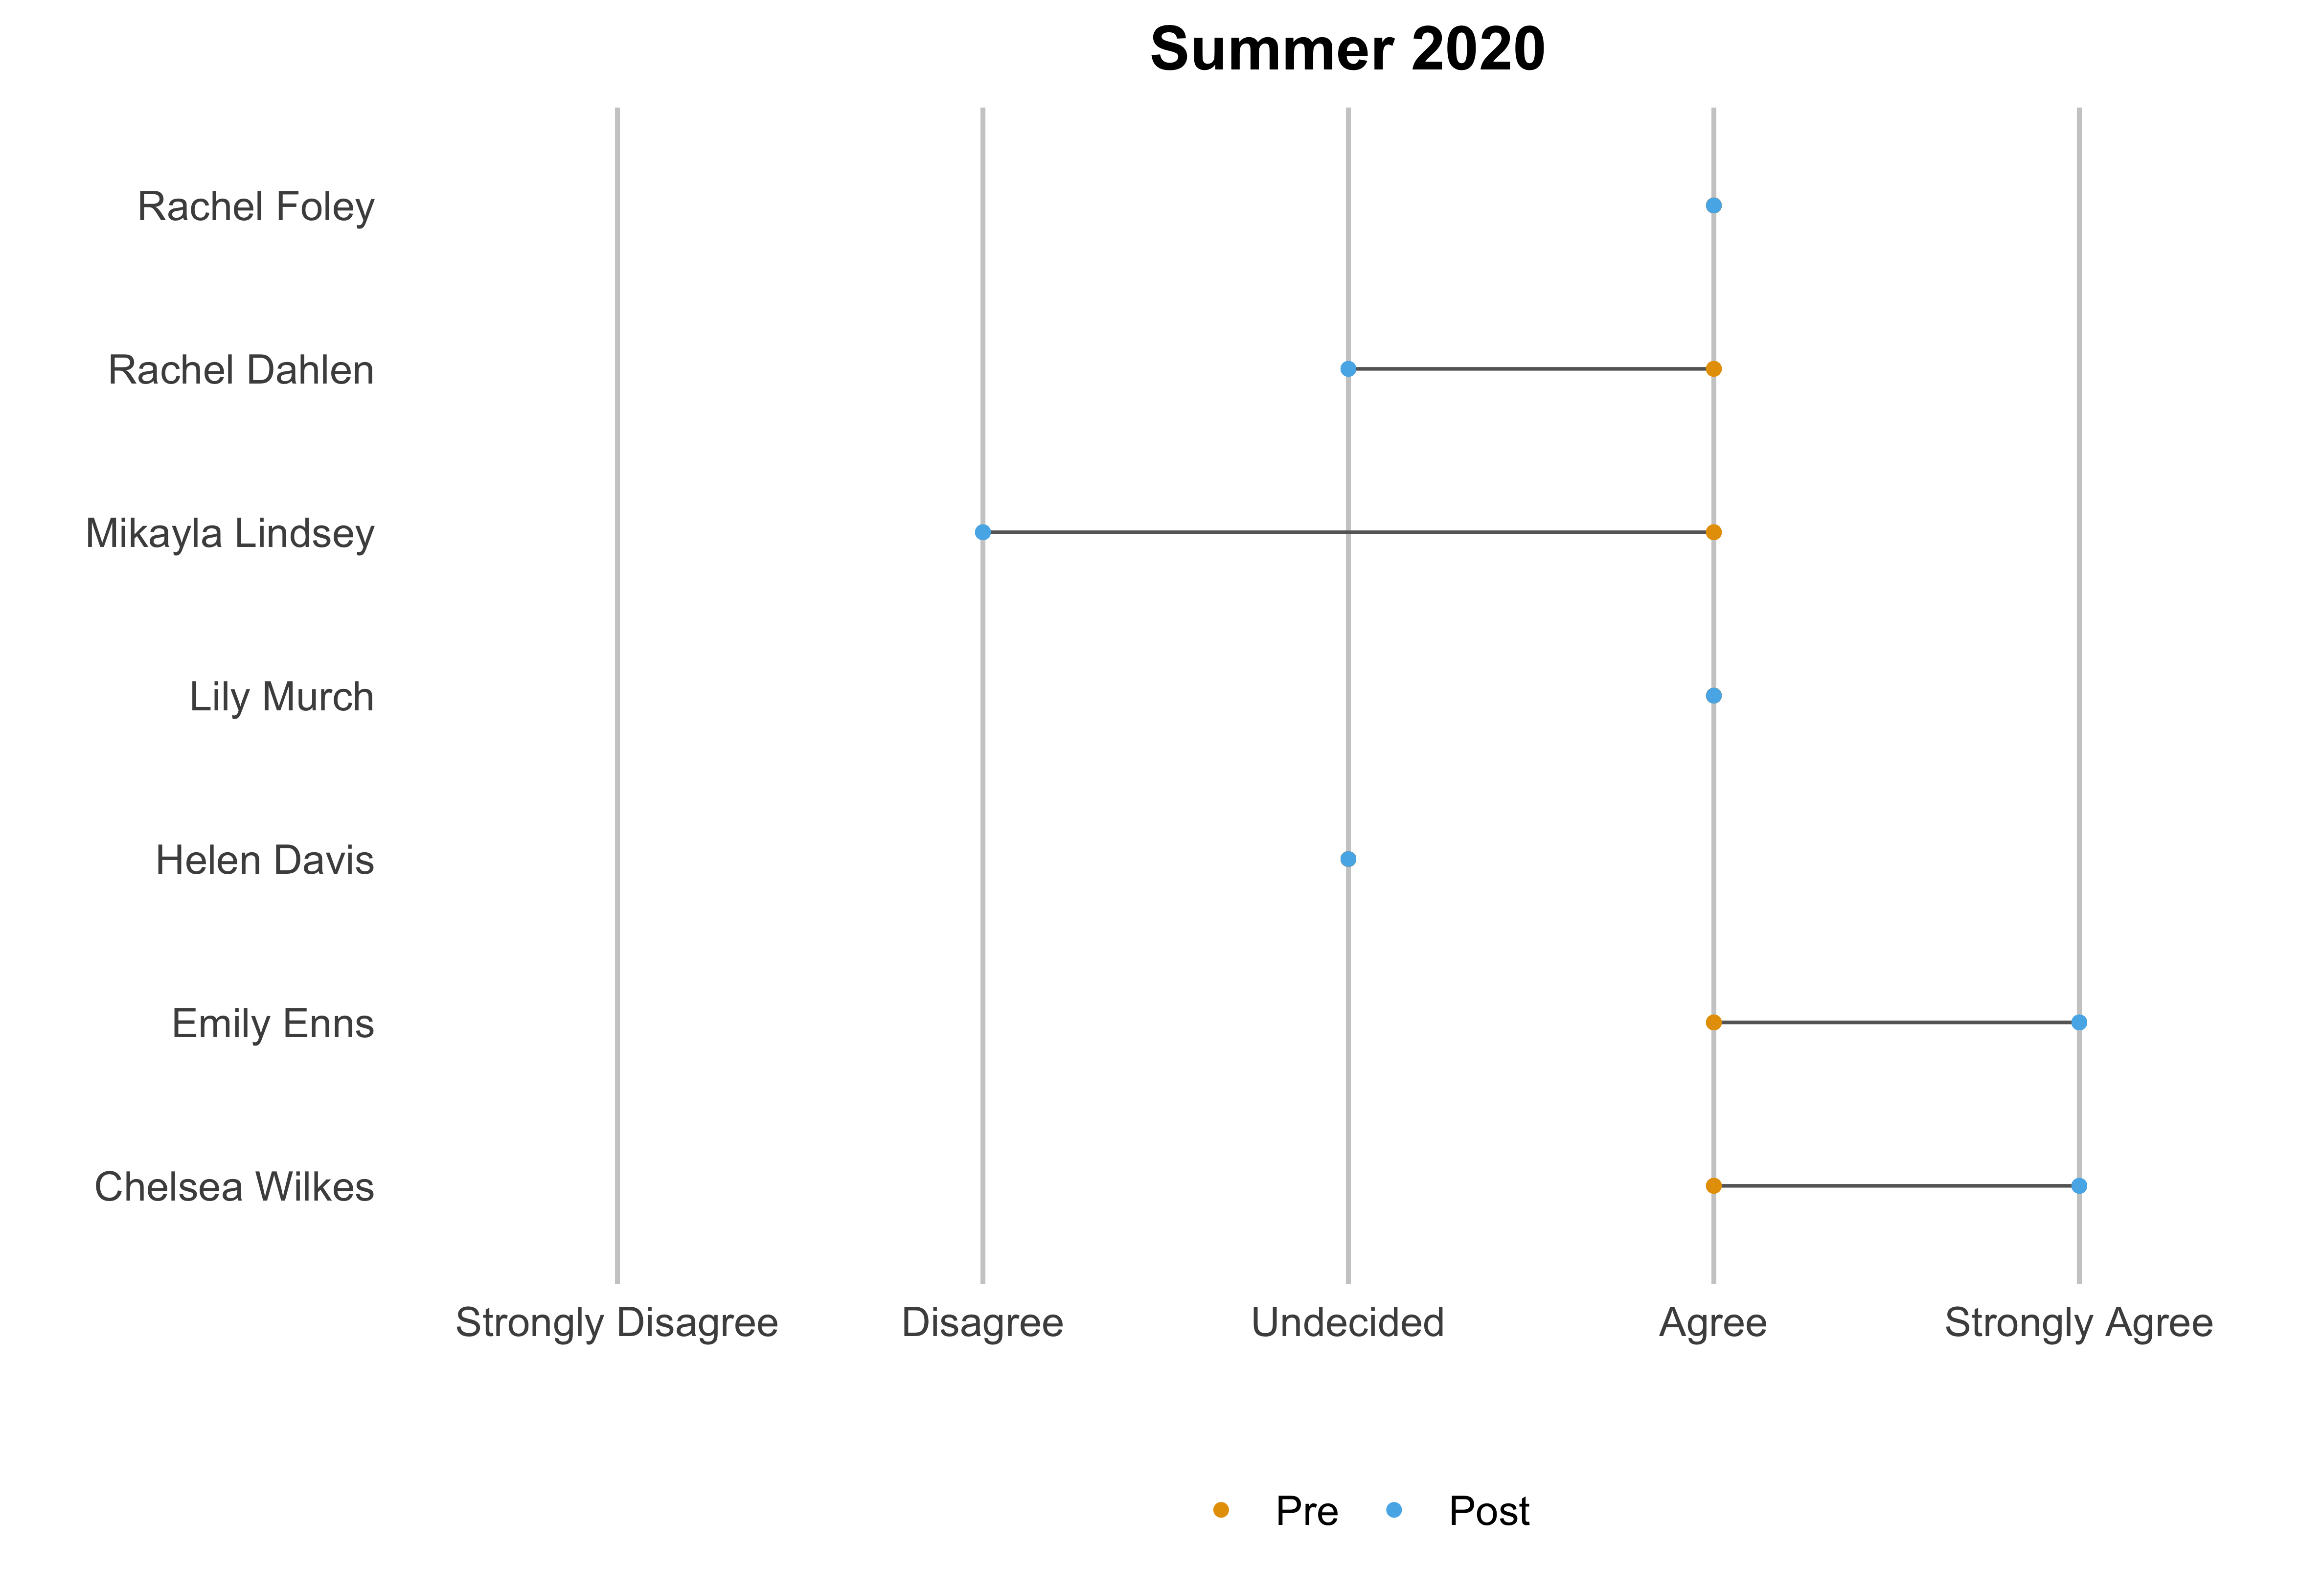 Summer 2020
Rachel Foley
Rachel Dahlen
Mikayla Lindsey
Lily Murch
Helen Davis
Emily Enns
Chelsea Wilkes
Strongly Disagree Disagree Undecided Agree Strongly Agree
Pre Post